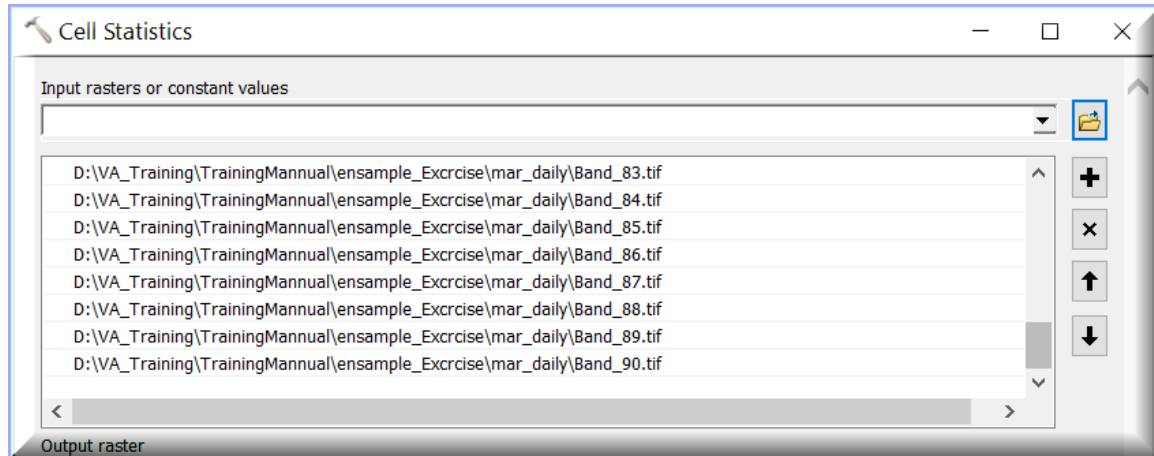 Cell Statistics
Input rasters or constant values
D:\VA_Training\TrainingMannual\ensample_Excrcise\mar_daily\Band_83.tif
D:\VA_Training\TrainingMannual\ensample_Excrcise\mar_daily\Band_84.tif
D:\VA_Training\TrainingMannual\ensample_Excrcise\mar_daily\Band_85.tif
D:\VA_Training\TrainingMannual\ensample_Excrcise\mar_daily\Band_86.tif
D:\VA_Training\TrainingMannual\ensample_Excrcise\mar_daily\Band_87.tif
D:\VA_Training\TrainingMannual\ensample_Excrcise\mar_daily\Band_88.tif
D:\VA_Training\TrainingMannual\ensample_Excrcise\mar_daily\Band_89.tif
D:\VA_Training\TrainingMannual\ensample_Excrcise\mar_daily\Band_90.tif
Output raster